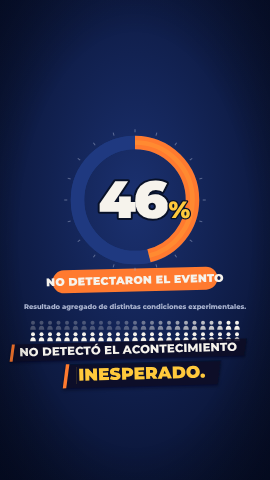 46%
NO DETECTARON EL EVENTO
Resultado agregado de distintas condiciones experimentales.
NO DETECTÓ EL ACONTECIMIENTO
INESPERADO.